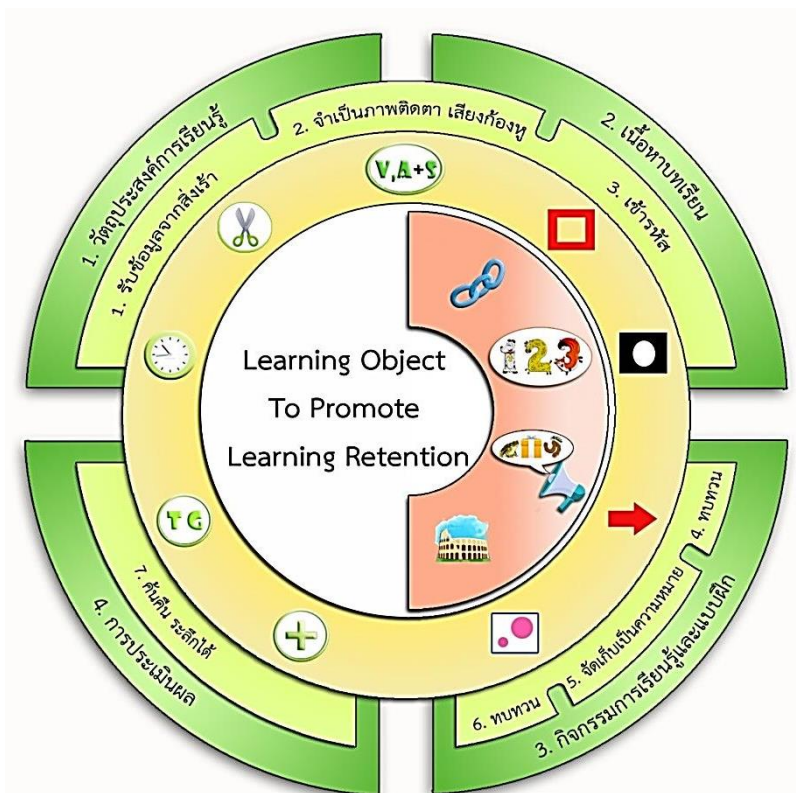 1. วัตถุประสงค์การเรียนรู้
1. รับข้อมูลจากสิ่งเร้า
2. จำเป็นภาพติดตา เสียงก้องหู
2. เนื้อหาบทเรียน
3. เข้ารหัส
V,A+S
1 2 3
Learning Object
To Promote
Learning Retention
T G
4. ทบทวน
5. จัดเก็บเป็นความหมาย
6. ทบทวน
3. กิจกรรมการเรียนรู้และแบบฝึก
7. ค้นคืน ระลึกได้
4. การประเมินผล